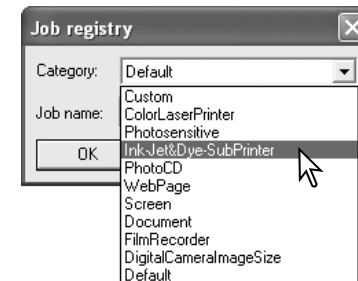 Job registry
Category:
Default
Custom
ColorLaserPrinter
Photosensitive
Ink-Jet&Dye-SubPrinter
PhotoCD
WebPage
Screen
Document
FilmRecorder
DigitalCameraImageSize
Default
Job name:
OK